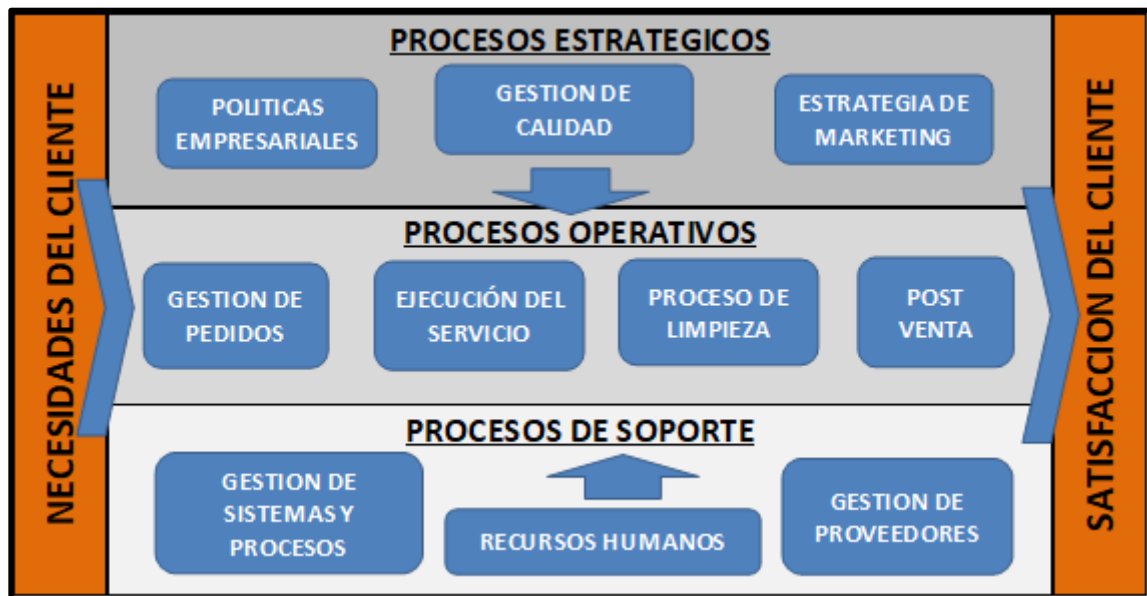 NECESIDADES DEL CLIENTE
PROCESOS ESTRATEGICOS
POLITICAS
EMPRESARIALES
GESTION DE
CALIDAD
ESTRATEGIA DE
MARKETING
PROCESOS OPERATIVOS
GESTION DE
PEDIDOS
EJECUCIÓN DEL
SERVICIO
PROCESO DE
LIMPIEZA
POST
VENTA
PROCESOS DE SOPORTE
GESTION DE
SISTEMAS Y
PROCESOS
RECURSOS HUMANOS
GESTION DE
PROVEEDORES
SATISFACCION DEL CLIENTE